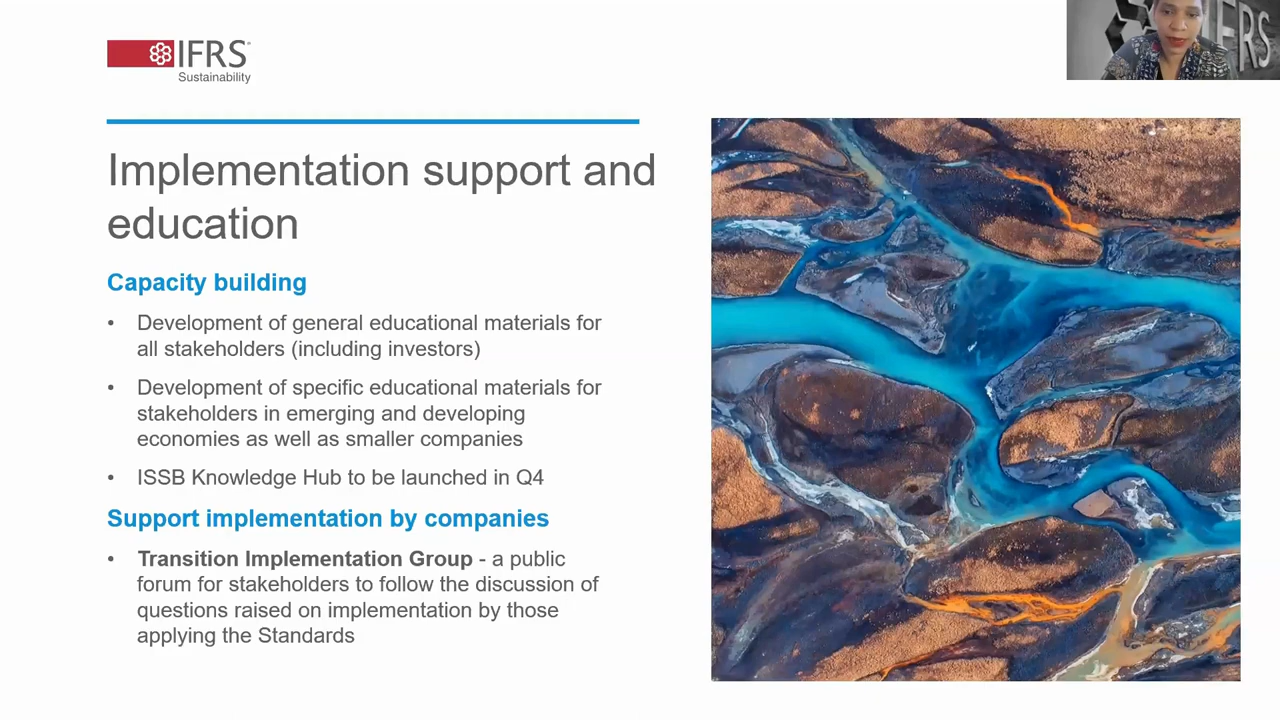 IFRS
Sustainability
IFRS
Implementation support and
education
Capacity building
• Development of general educational materials for
all stakeholders (including investors)
• Development of specific educational materials for
stakeholders in emerging and developing
economies as well as smaller companies
• ISSB Knowledge Hub to be launched in Q4
Support implementation by companies
• Transition Implementation Group - a public
forum for stakeholders to follow the discussion of
questions raised on implementation by those
applying the Standards